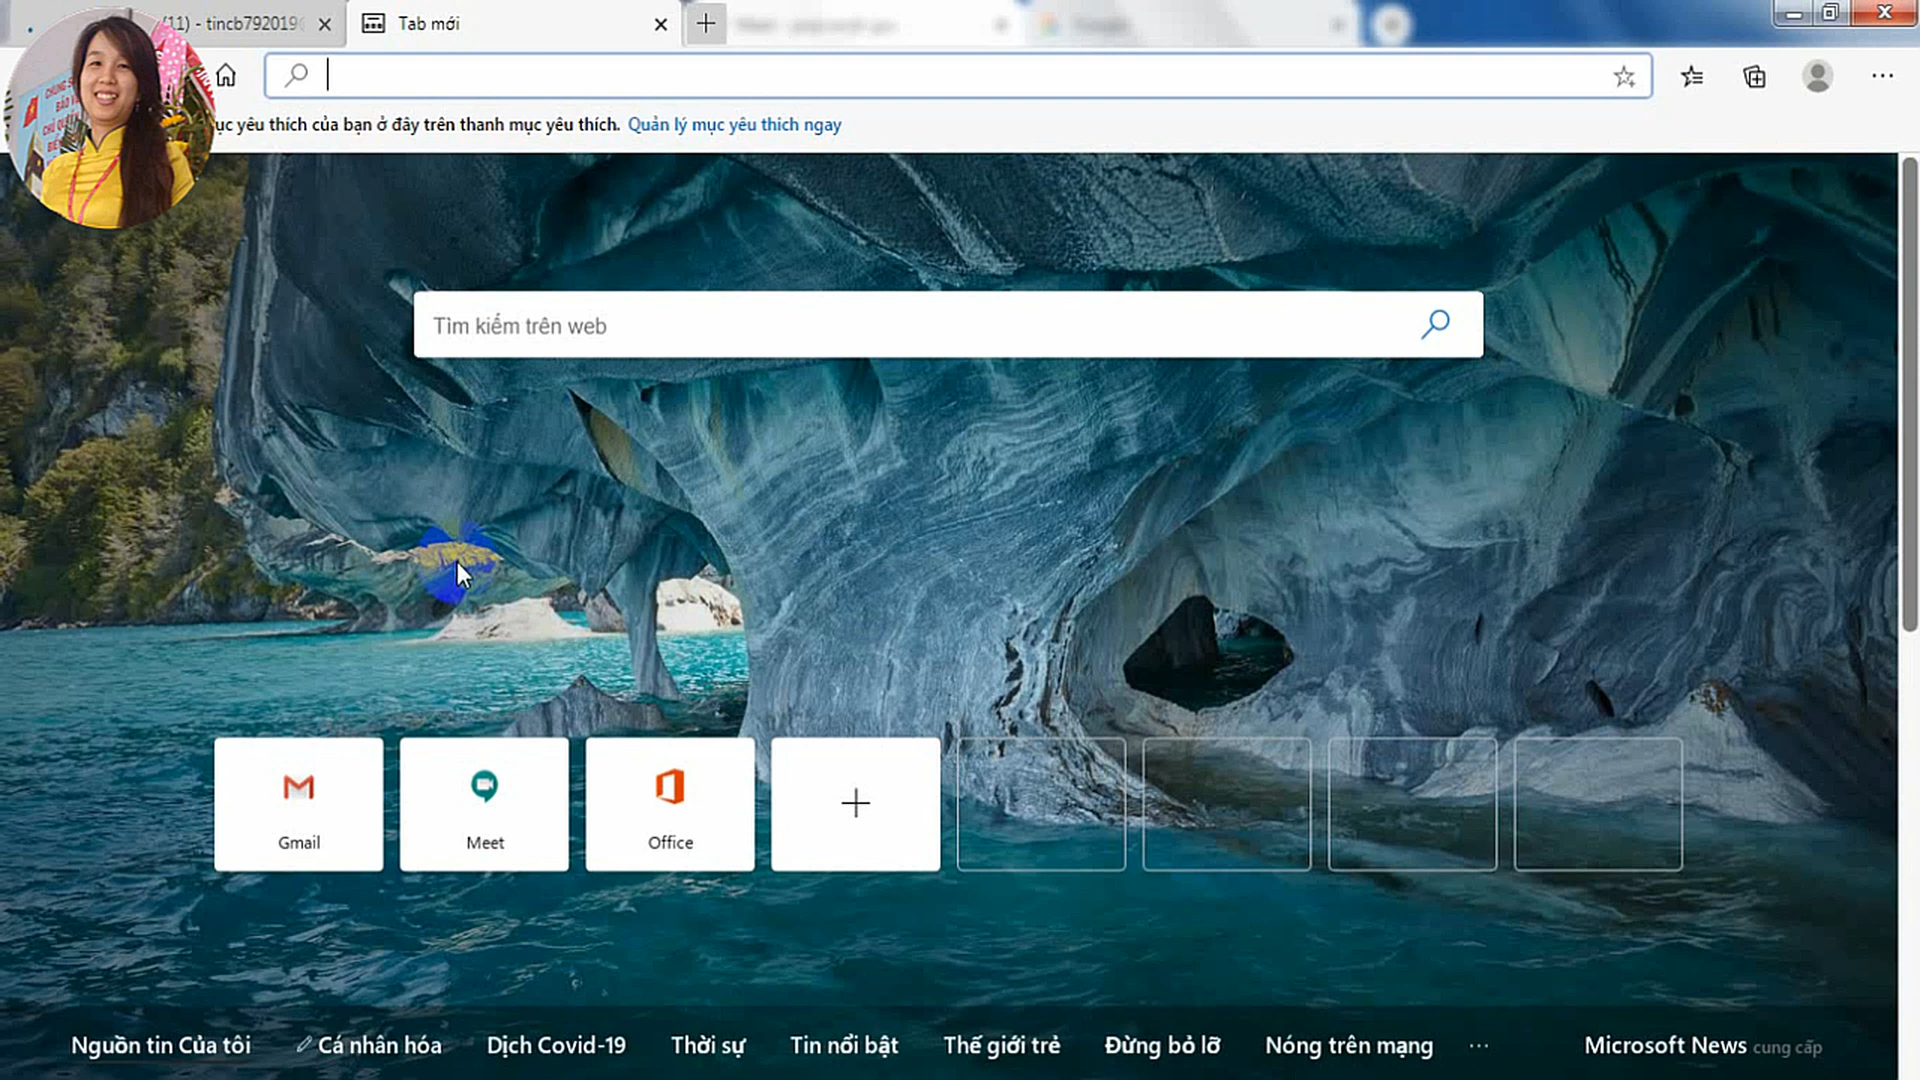 (11) - tincb792019
Tab mới
ục yêu thích của bạn ở đây trên thanh mục yêu thích. Quản lý mục yêu thích ngay
Tìm kiếm trên web
Gmail
Meet
Office
Nguồn tin Của tôi
Cá nhân hóa
Dịch Covid-19
Thời sự
Tin nổi bật
Thế giới trẻ
Đừng bỏ lỡ
Nóng trên mạng
Microsoft News cung cấp